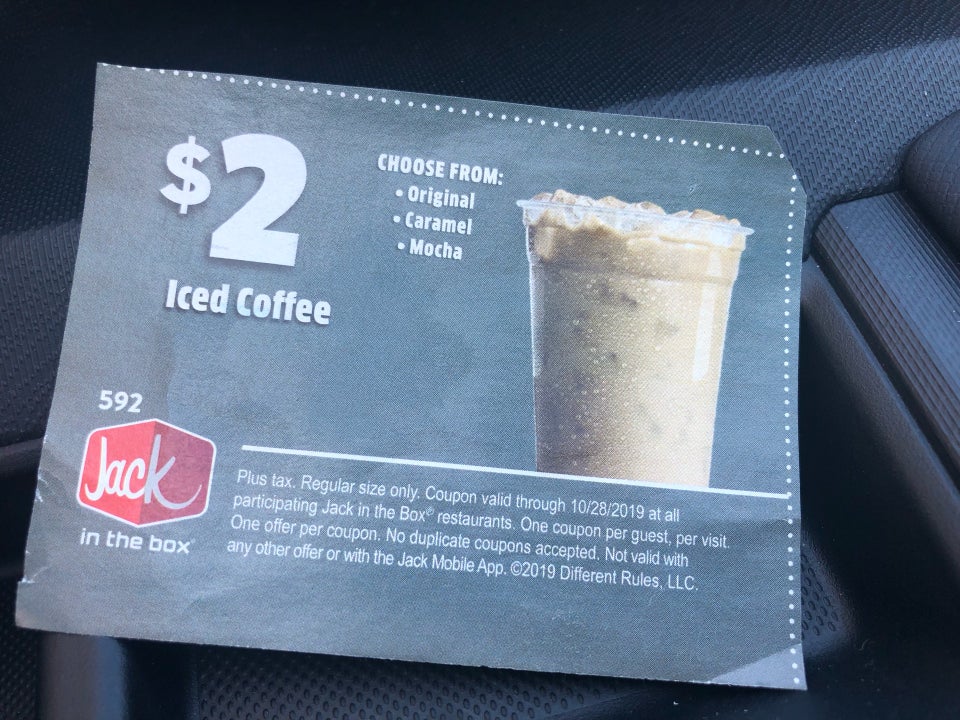 $2
Iced Coffee
CHOOSE FROM:
• Original
• Caramel
• Mocha
592
Jack
in the box®
Plus tax. Regular size only. Coupon valid through 10/28/2019 at all
participating Jack in the Box® restaurants. One coupon per guest, per visit.
One offer per coupon. No duplicate coupons accepted. Not valid with
any other offer or with the Jack Mobile App. ©2019 Different Rules, LLC.